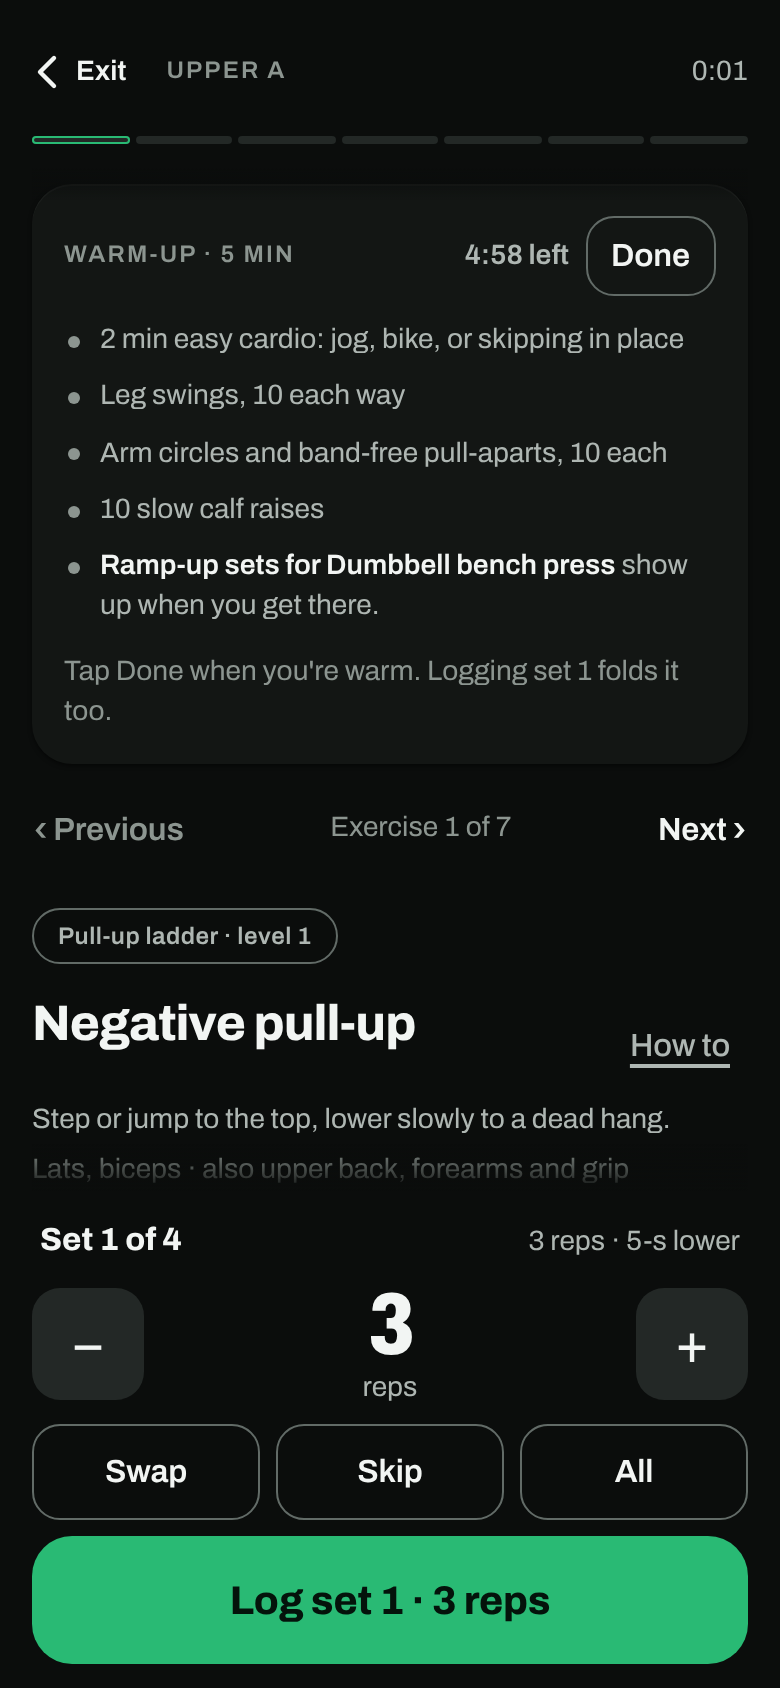 Exit UPPER A 0:01
WARM-UP · 5 MIN 4:58 left Done
2 min easy cardio: jog, bike, or skipping in place
Leg swings, 10 each way
Arm circles and band-free pull-aparts, 10 each
10 slow calf raises
Ramp-up sets for Dumbbell bench press show
up when you get there.
Tap Done when you're warm. Logging set 1 folds it
too.
‹ Previous Exercise 1 of 7 Next ›
Pull-up ladder · level 1
Negative pull-up How to
Step or jump to the top, lower slowly to a dead hang.
Lats, biceps · also upper back, forearms and grip
Set 1 of 4 3 reps · 5-s lower
− 3 +
reps
Swap Skip All
Log set 1 · 3 reps